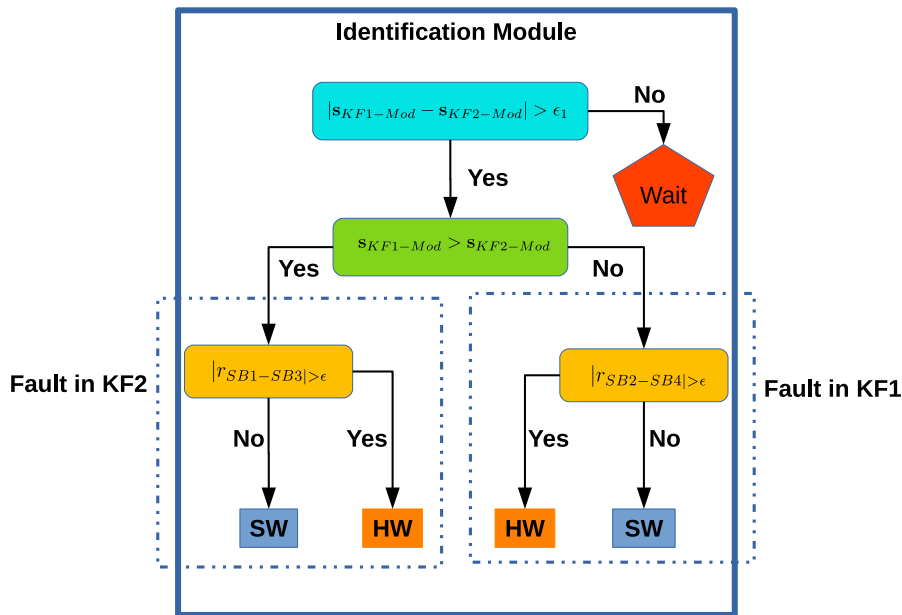 Identification Module
|s_{KF1−Mod} − s_{KF2−Mod}| > ϵ_1
No
Wait
Yes
s_{KF1−Mod} > s_{KF2−Mod}
Yes
No
Fault in KF2
|r_{SB1−SB3|>ϵ}
|r_{SB2−SB4|>ϵ}
Fault in KF1
No
Yes
Yes
No
SW
HW
HW
SW